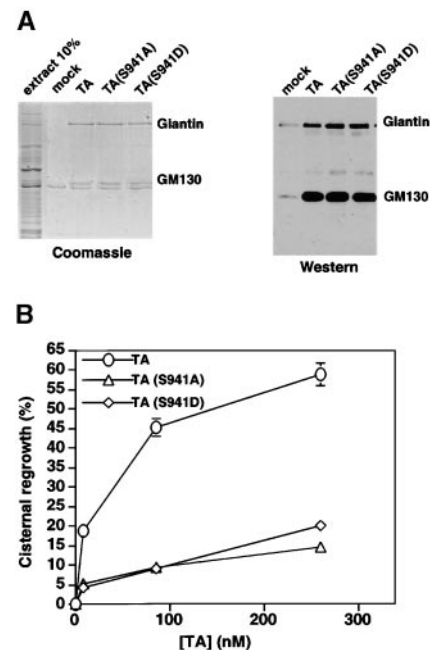 A
extract 10%
mock
TA
TA(S941A)
TA(S941D)
Giantin
GM130
Coomassie
mock
TA
TA(S941A)
TA(S941D)
Giantin
GM130
Western
B
65
60
55
50
45
40
35
30
25
20
15
10
5
0
Cisternal regrowth (%)
TA
TA (S941A)
TA (S941D)
0 100 200 300
[TA] (nM)